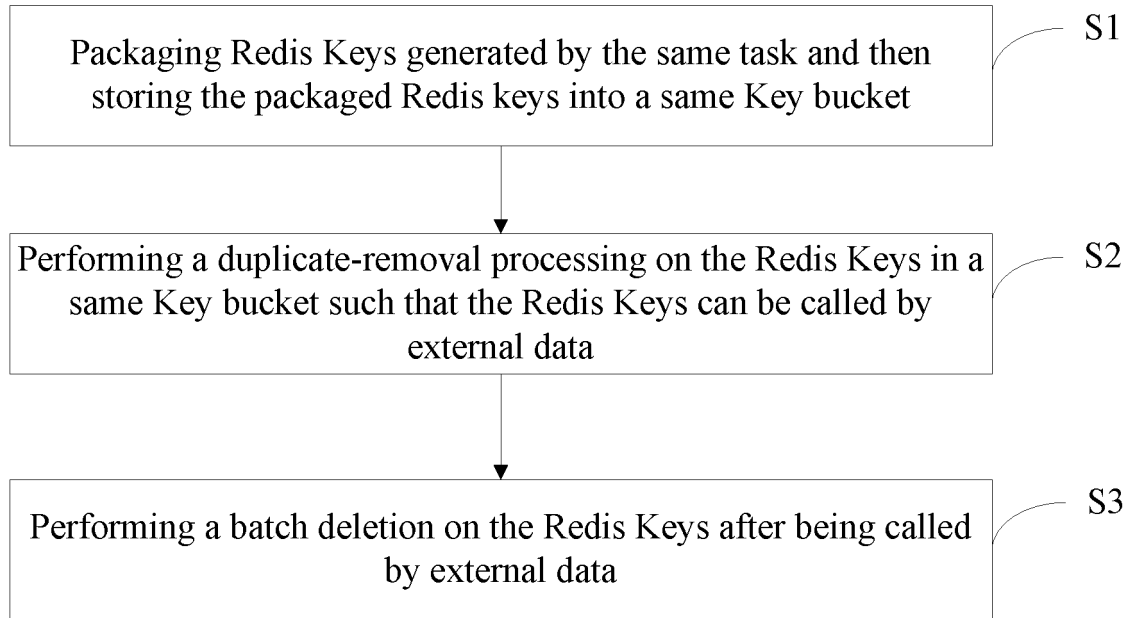 Packaging Redis Keys generated by the same task and then
storing the packaged Redis keys into a same Key bucket
S1
Performing a duplicate-removal processing on the Redis Keys in a
same Key bucket such that the Redis Keys can be called by
external data
S2
Performing a batch deletion on the Redis Keys after being called
by external data
S3